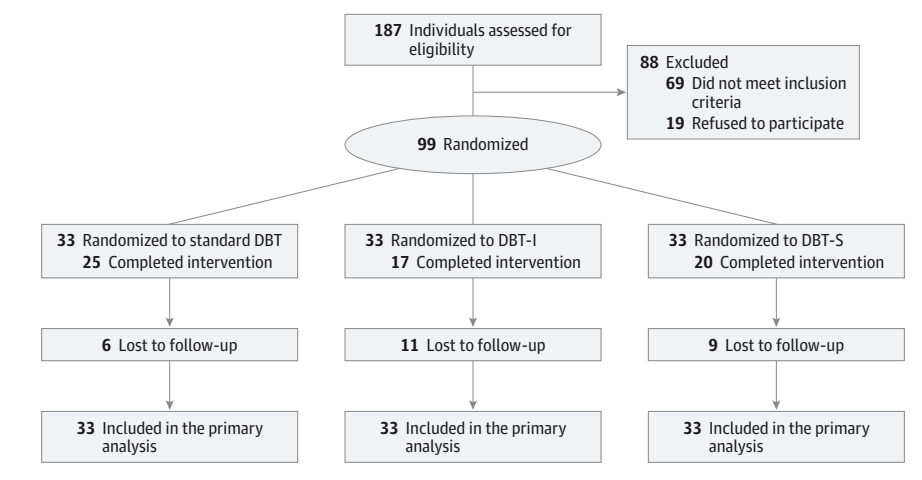 187 Individuals assessed for
eligibility
88 Excluded
69 Did not meet inclusion
criteria
19 Refused to participate
99 Randomized
33 Randomized to standard DBT
25 Completed intervention
33 Randomized to DBT-I
17 Completed intervention
33 Randomized to DBT-S
20 Completed intervention
6 Lost to follow-up
11 Lost to follow-up
9 Lost to follow-up
33 Included in the primary
analysis
33 Included in the primary
analysis
33 Included in the primary
analysis